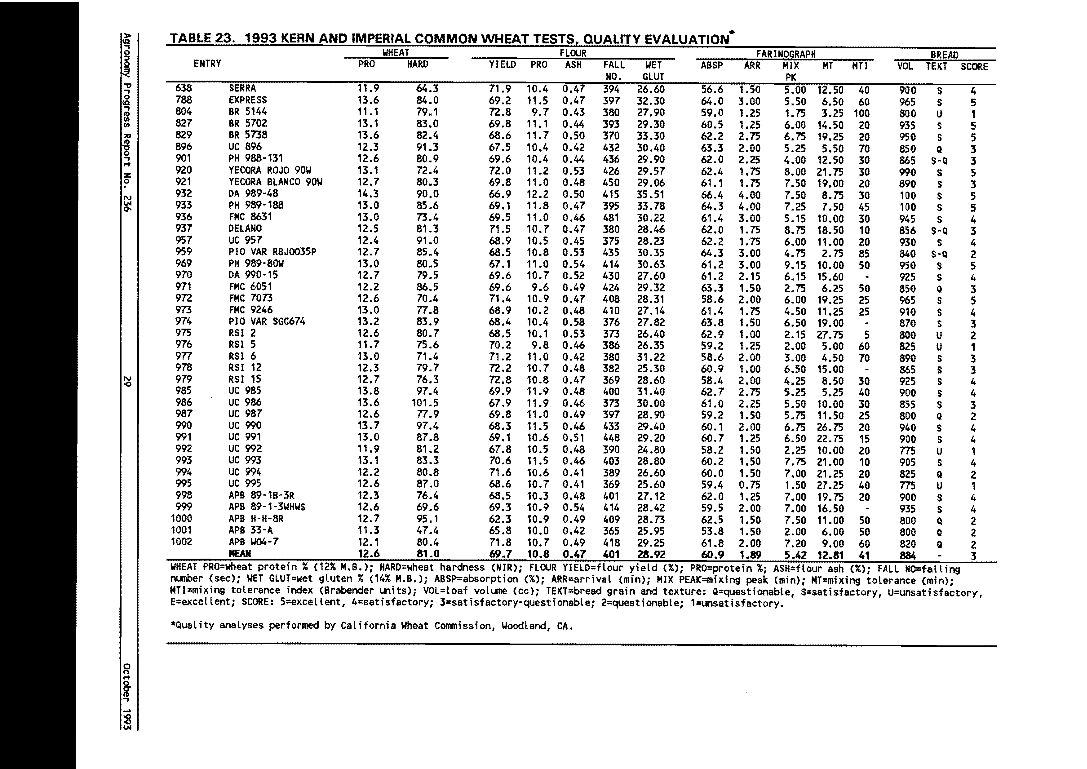 Agronomy Progress Report No. 236
29
October 1993
TABLE 23. 1993 KERN AND IMPERIAL COMMON WHEAT TESTS, QUALITY EVALUATION*
WHEAT FLOUR FARINOGRAPH BREAD
ENTRY PRO HARD YIELD PRO ASH FALL WET ABSP ARR MIX MT MTI VOL TEXT SCORE
NO. GLUT PK
638 SERRA 11.9 64.3 71.9 10.4 0.47 394 26.60 56.6 1.50 5.00 12.50 40 900 S 4
788 EXPRESS 13.6 84.0 69.2 11.5 0.47 397 32.30 64.0 3.00 5.50 6.50 60 965 S 5
804 BR 5144 11.1 79.1 72.8 9.7 0.43 380 27.90 59.0 1.25 1.75 3.25 100 800 U 1
827 BR 5702 13.1 83.0 69.8 11.1 0.44 393 29.30 60.5 1.25 6.00 14.50 20 935 S 5
829 BR 5738 13.6 82.4 68.6 11.7 0.50 370 33.30 62.2 2.75 6.75 19.25 20 950 S 5
896 UC 896 12.3 91.3 67.5 10.4 0.42 432 30.40 63.3 2.00 5.25 5.50 70 850 Q 3
901 PH 988-131 12.6 80.9 69.6 10.4 0.44 436 29.90 62.0 2.25 4.00 12.50 30 865 S-Q 3
920 YECORA ROJO 90W 13.1 72.4 72.0 11.2 0.53 426 29.57 62.4 1.75 8.00 21.75 30 990 S 5
921 YECORA BLANCO 90W 12.7 80.3 69.8 11.0 0.48 450 29.06 61.1 1.75 7.50 19.00 20 890 S 3
932 DA 989-48 14.3 90.0 66.9 12.2 0.50 415 35.51 66.4 4.00 7.50 8.75 30 100 S 5
933 PH 989-188 13.0 85.6 69.1 11.8 0.47 395 33.78 64.3 4.00 7.25 7.50 45 100 S 5
936 FMC 8631 13.0 73.4 69.5 11.0 0.46 481 30.22 61.4 3.00 5.15 10.00 30 945 S 4
937 DELANO 12.5 81.3 71.5 10.7 0.47 380 28.46 62.0 1.75 8.75 18.50 10 856 S-Q 3
957 UC 957 12.4 91.0 68.9 10.5 0.45 375 28.23 62.2 1.75 6.00 11.00 20 930 S 4
959 PIO VAR RBJ0035P 12.7 85.4 68.5 10.8 0.53 435 30.35 64.3 3.00 4.75 2.75 85 840 S-Q 2
969 PH 989-80W 13.0 80.5 67.1 11.0 0.54 414 30.63 61.2 3.00 9.15 10.00 50 950 S 5
970 DA 990-15 12.7 79.5 69.6 10.7 0.52 430 27.60 61.2 2.15 6.15 15.60 - 925 S 4
971 FMC 6051 12.2 86.5 69.6 9.6 0.49 424 29.32 63.3 1.50 2.75 6.25 50 850 Q 3
972 FMC 7073 12.6 70.4 71.4 10.9 0.47 408 28.31 58.6 2.00 6.00 19.25 25 965 S 5
973 FMC 9246 13.0 77.8 68.9 10.2 0.48 410 27.14 61.4 1.75 4.50 11.25 25 910 S 4
974 PIO VAR SGC674 13.2 83.9 68.4 10.4 0.58 376 27.82 63.8 1.50 6.50 19.00 - 870 S 3
975 RSI 2 12.6 80.7 68.5 10.1 0.53 373 26.40 62.9 1.00 2.15 27.75 5 800 U 2
976 RSI 5 11.7 75.6 70.2 9.8 0.46 386 26.35 59.2 1.25 2.00 5.00 60 825 U 1
977 RSI 6 13.0 71.4 71.2 11.0 0.42 380 31.22 58.6 2.00 3.00 4.50 70 890 S 3
978 RSI 12 12.3 79.7 72.2 10.7 0.48 382 25.30 60.9 1.00 6.50 15.00 - 865 S 3
979 RSI 15 12.7 76.3 72.8 10.8 0.47 369 28.60 58.4 2.00 4.25 8.50 30 925 S 4
985 UC 985 13.8 97.4 69.9 11.9 0.48 400 31.40 62.7 2.75 5.25 5.25 40 900 S 4
986 UC 986 13.6 101.5 67.9 11.9 0.46 373 30.00 61.0 2.25 5.50 10.00 30 855 S 3
987 UC 987 12.6 77.9 69.8 11.0 0.49 397 28.90 59.2 1.50 5.75 11.50 25 800 Q 2
990 UC 990 13.7 97.4 68.3 11.5 0.46 433 29.40 60.1 2.00 6.75 26.75 20 940 S 4
991 UC 991 13.0 87.8 69.1 10.6 0.51 448 29.20 60.7 1.25 6.50 22.75 15 900 S 4
992 UC 992 11.9 81.2 67.8 10.5 0.48 390 24.80 58.2 1.50 2.25 10.00 20 775 U 1
993 UC 993 13.1 83.3 70.6 11.5 0.46 403 28.80 60.2 1.50 7.75 21.00 10 905 S 4
994 UC 994 12.2 80.8 71.6 10.6 0.41 389 26.60 60.0 1.50 7.00 21.25 20 825 Q 2
995 UC 995 12.6 87.0 68.6 10.7 0.41 369 25.60 59.4 0.75 1.50 27.25 40 775 U 1
998 APB 89-1B-3R 12.3 76.4 68.5 10.3 0.48 401 27.12 62.0 1.25 7.00 19.75 20 900 S 4
999 APB 89-1-3WHWS 12.6 69.6 69.3 10.9 0.54 414 28.42 59.5 2.00 7.00 16.50 - 935 S 4
1000 APB H-H-8R 12.7 95.1 62.3 10.9 0.49 409 28.73 62.5 1.50 7.50 11.00 50 800 Q 2
1001 APB 33-A 12.3 47.4 65.8 10.0 0.42 365 25.95 53.8 1.50 2.00 6.00 50 800 Q 2
1002 APB W04-7 12.1 80.4 71.8 10.7 0.49 418 29.25 61.8 2.00 7.20 9.00 60 820 Q 2
MEAN 12.6 81.0 69.7 10.8 0.47 401 28.92 60.9 1.89 5.42 12.81 41 884 - 3
WHEAT PRO=wheat protein % (12% M.B.); HARD=wheat hardness (NIR); FLOUR YIELD=flour yield (%); PRO=protein %; ASH=flour ash (%); FALL NO=falling
number (sec); WET GLUT=wet gluten % (14% M.B.); ABSP=absorption (%); ARR=arrival (min); MIX PEAK=mixing peak (min); MT=mixing tolerance (min);
MTI=mixing tolerance index (Brabender units); VOL=loaf volume (cc); TEXT=bread grain and texture: Q=questionable, S=satisfactory, U=unsatisfactory,
E=excellent; SCORE: 5=excellent, 4=satisfactory; 3=satisfactory-questionable; 2=questionable; 1=unsatisfactory.
*Quality analyses performed by California Wheat Commission, Woodland, CA.